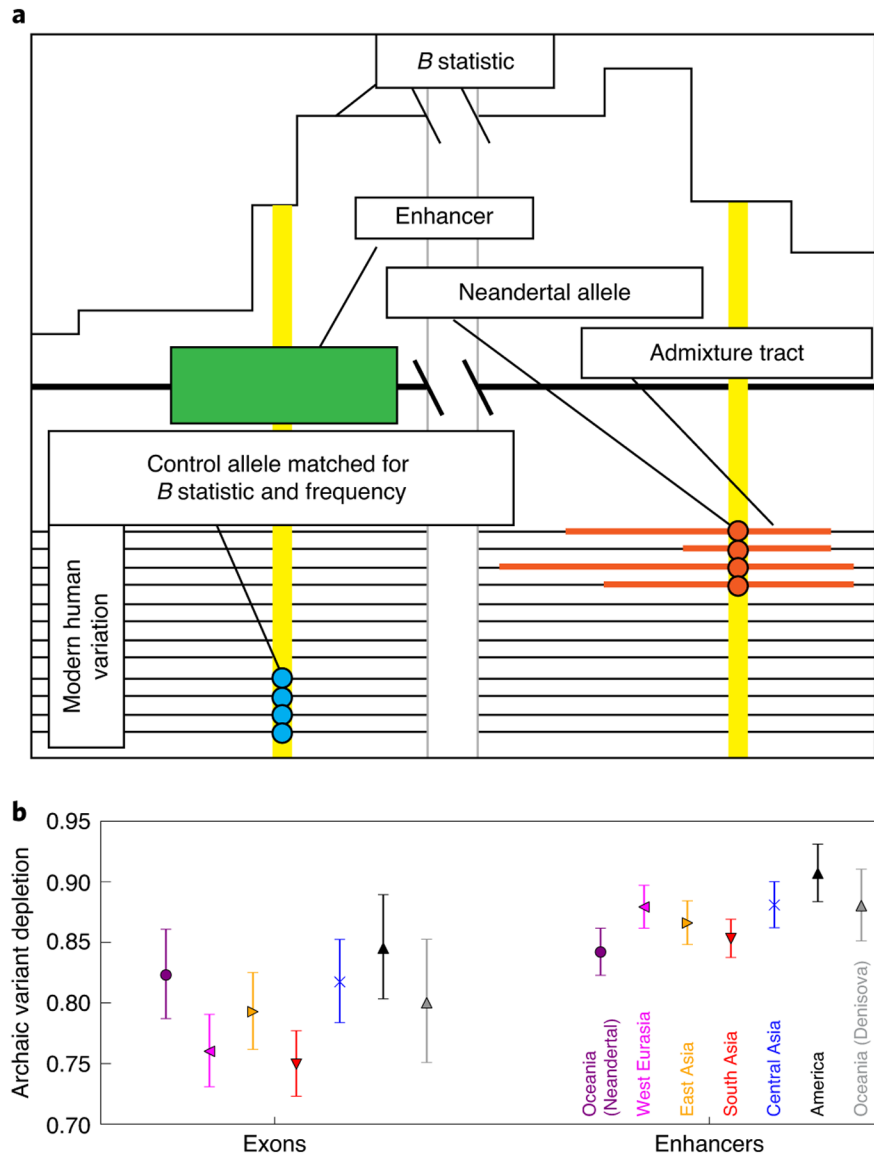 a
B statistic
Enhancer
Neandertal allele
Admixture tract
Control allele matched for
B statistic and frequency
Modern human
variation
b
Archaic variant depletion
0.95
0.90
0.85
0.80
0.75
0.70
Oceania
(Neandertal)
West Eurasia
East Asia
South Asia
Central Asia
America
Oceania (Denisova)
Exons
Enhancers